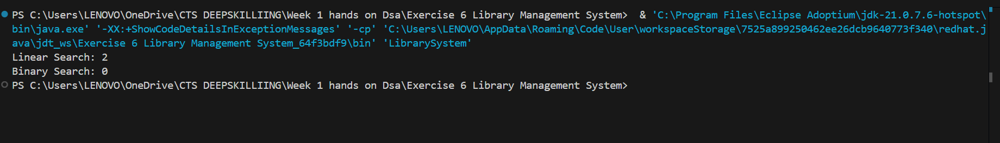 PS C:\Users\LENOVO\OneDrive\CTS DEEPSKILLIING\Week 1 hands on Dsa\Exercise 6 Library Management System>  & 'C:\Program Files\Eclipse Adoptium\jdk-21.0.7.6-hotspot\
bin\java.exe' '-XX:+ShowCodeDetailsInExceptionMessages' '-cp' 'C:\Users\LENOVO\AppData\Roaming\Code\User\workspaceStorage\7525a899250462ee26dcb9640773f340\redhat.j
ava\jdt_ws\Exercise 6 Library Management System_64f3bdf9\bin' 'LibrarySystem'
Linear Search: 2
Binary Search: 0
PS C:\Users\LENOVO\OneDrive\CTS DEEPSKILLIING\Week 1 hands on Dsa\Exercise 6 Library Management System>